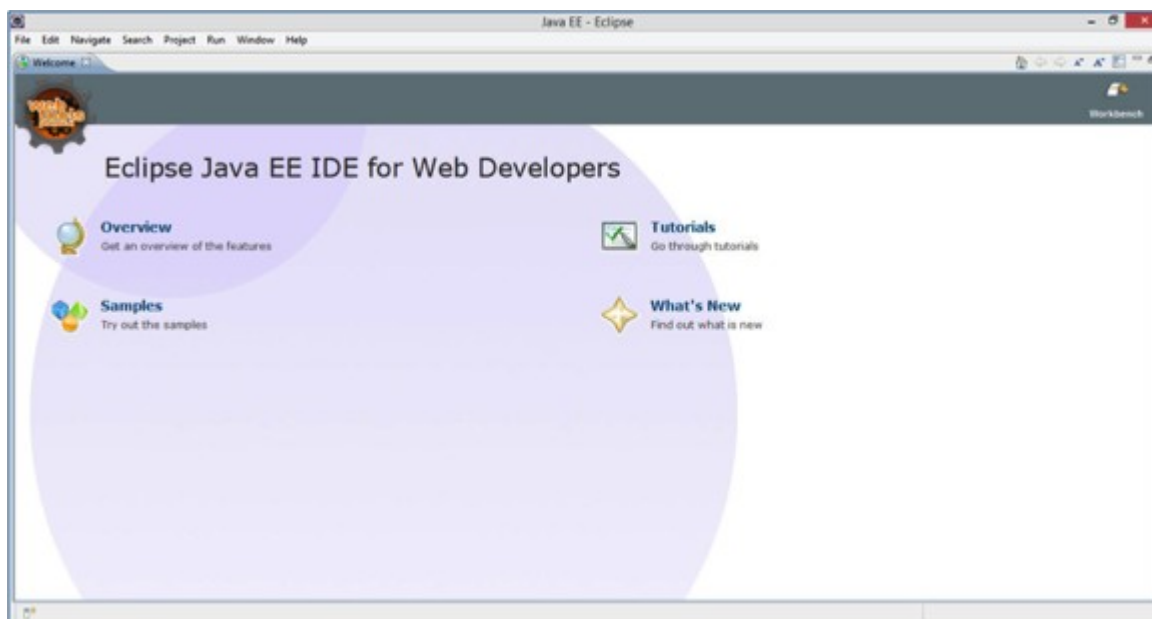 Java EE - Eclipse
File Edit Navigate Search Project Run Window Help
Welcome
Workbench
Eclipse Java EE IDE for Web Developers
Overview
Get an overview of the features
Tutorials
Go through tutorials
Samples
Try out the samples
What's New
Find out what is new